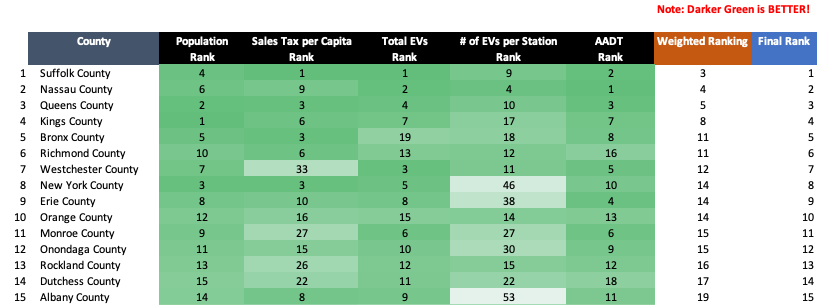 Note: Darker Green is BETTER!
County Population Rank Sales Tax per Capita Rank Total EVs Rank # of EVs per Station Rank AADT Rank Weighted Ranking Final Rank
1 Suffolk County 4 1 1 9 2 3 1
2 Nassau County 6 9 2 4 1 4 2
3 Queens County 2 3 4 10 3 5 3
4 Kings County 1 6 7 17 7 8 4
5 Bronx County 5 3 19 18 8 11 5
6 Richmond County 10 6 13 12 16 11 6
7 Westchester County 7 33 3 11 5 12 7
8 New York County 3 3 5 46 10 14 8
9 Erie County 8 10 8 38 4 14 9
10 Orange County 12 16 15 14 13 14 10
11 Monroe County 9 27 6 27 6 15 11
12 Onondaga County 11 15 10 30 9 15 12
13 Rockland County 13 26 12 15 12 16 13
14 Dutchess County 15 22 11 22 18 17 14
15 Albany County 14 8 9 53 11 19 15